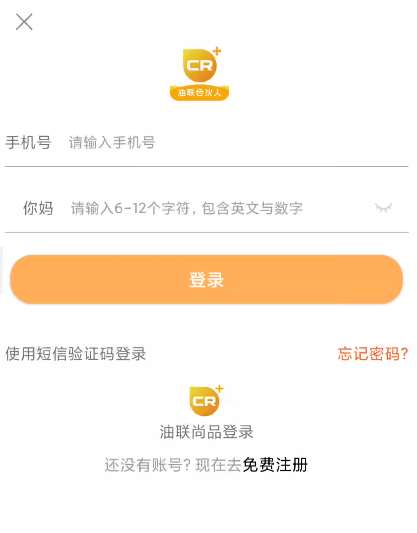 CR+
油联合伙人
手机号 请输入手机号
你妈 请输入6-12个字符, 包含英文与数字
登录
使用短信验证码登录 忘记密码?
CR+
油联尚品登录
还没有账号? 现在去免费注册